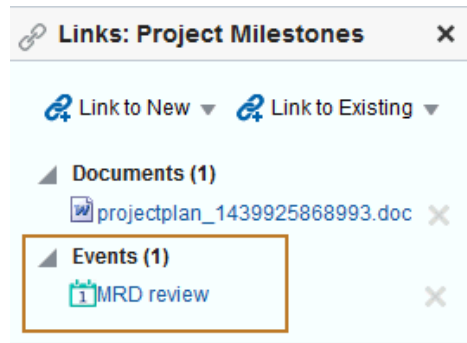 Links: Project Milestones
Link to New Link to Existing
Documents (1)
projectplan_1439925868993.doc
Events (1)
1 MRD review